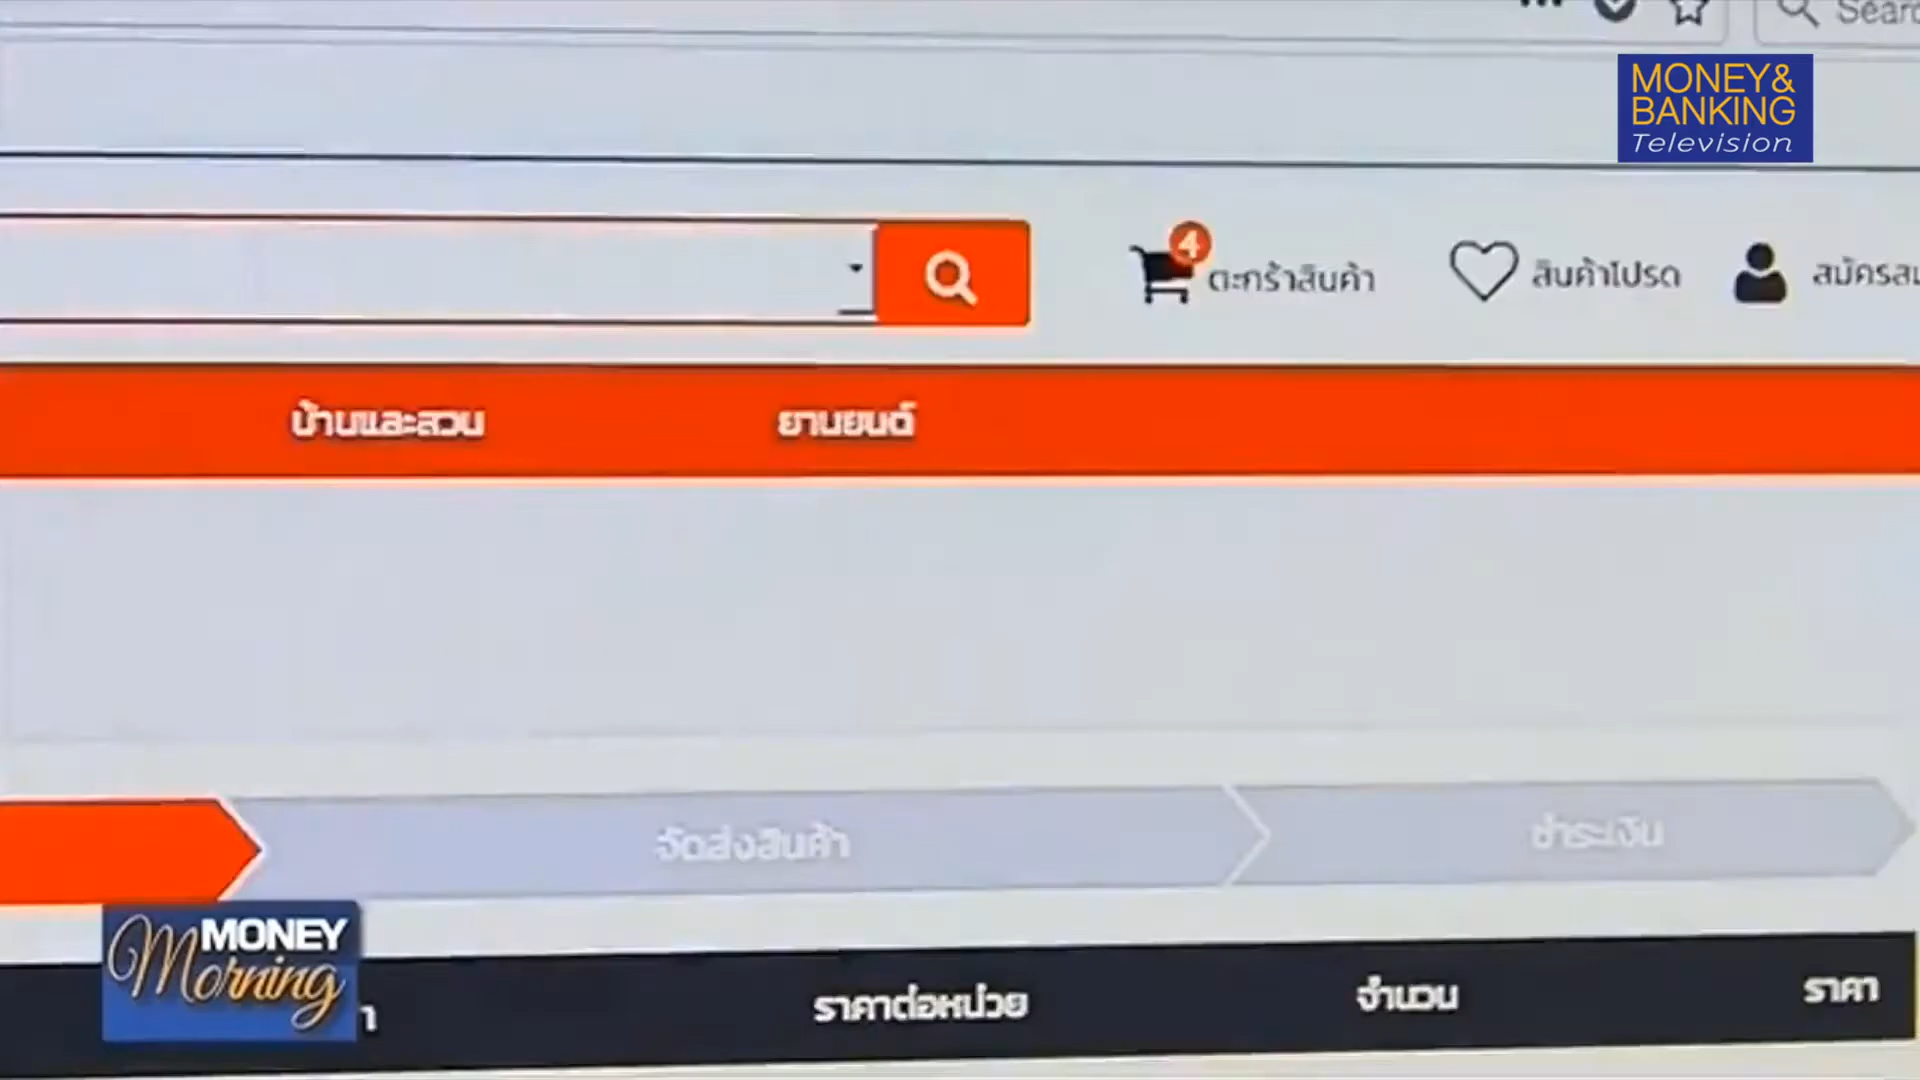 MONEY&
BANKING
Television
4
ตะกร้าสินค้า
สินค้าโปรด
บ้านและสวน
ยานยนต์
จัดส่งสินค้า
ชำระเงิน
MONEY
Morning
ราคาต่อหน่วย
จำนวน
ราคา